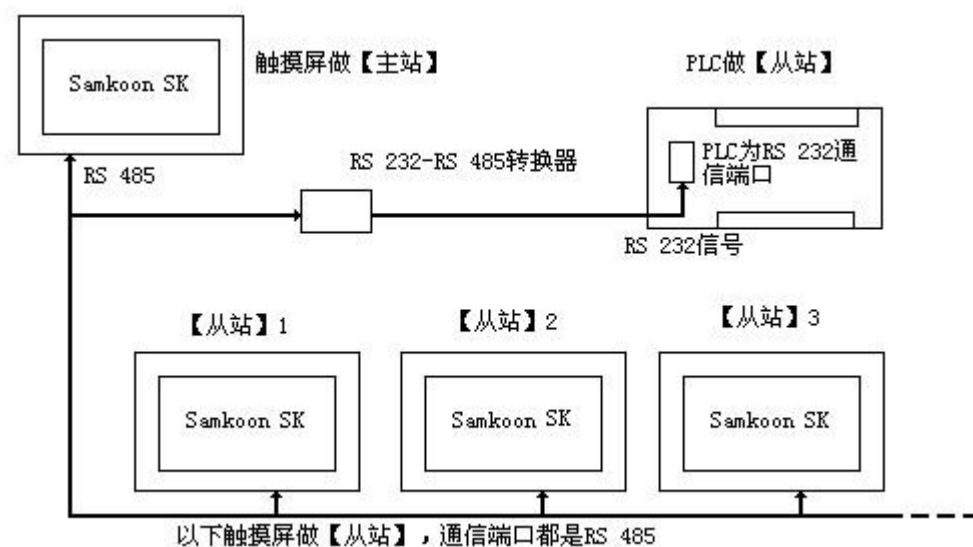 Samkoon SK
触摸屏做【主站】
PLC做【从站】
RS 485
RS 232-RS 485转换器
PLC为RS 232通
信端口
RS 232信号
【从站】1
【从站】2
【从站】3
Samkoon SK
Samkoon SK
Samkoon SK
以下触摸屏做【从站】，通信端口都是RS 485